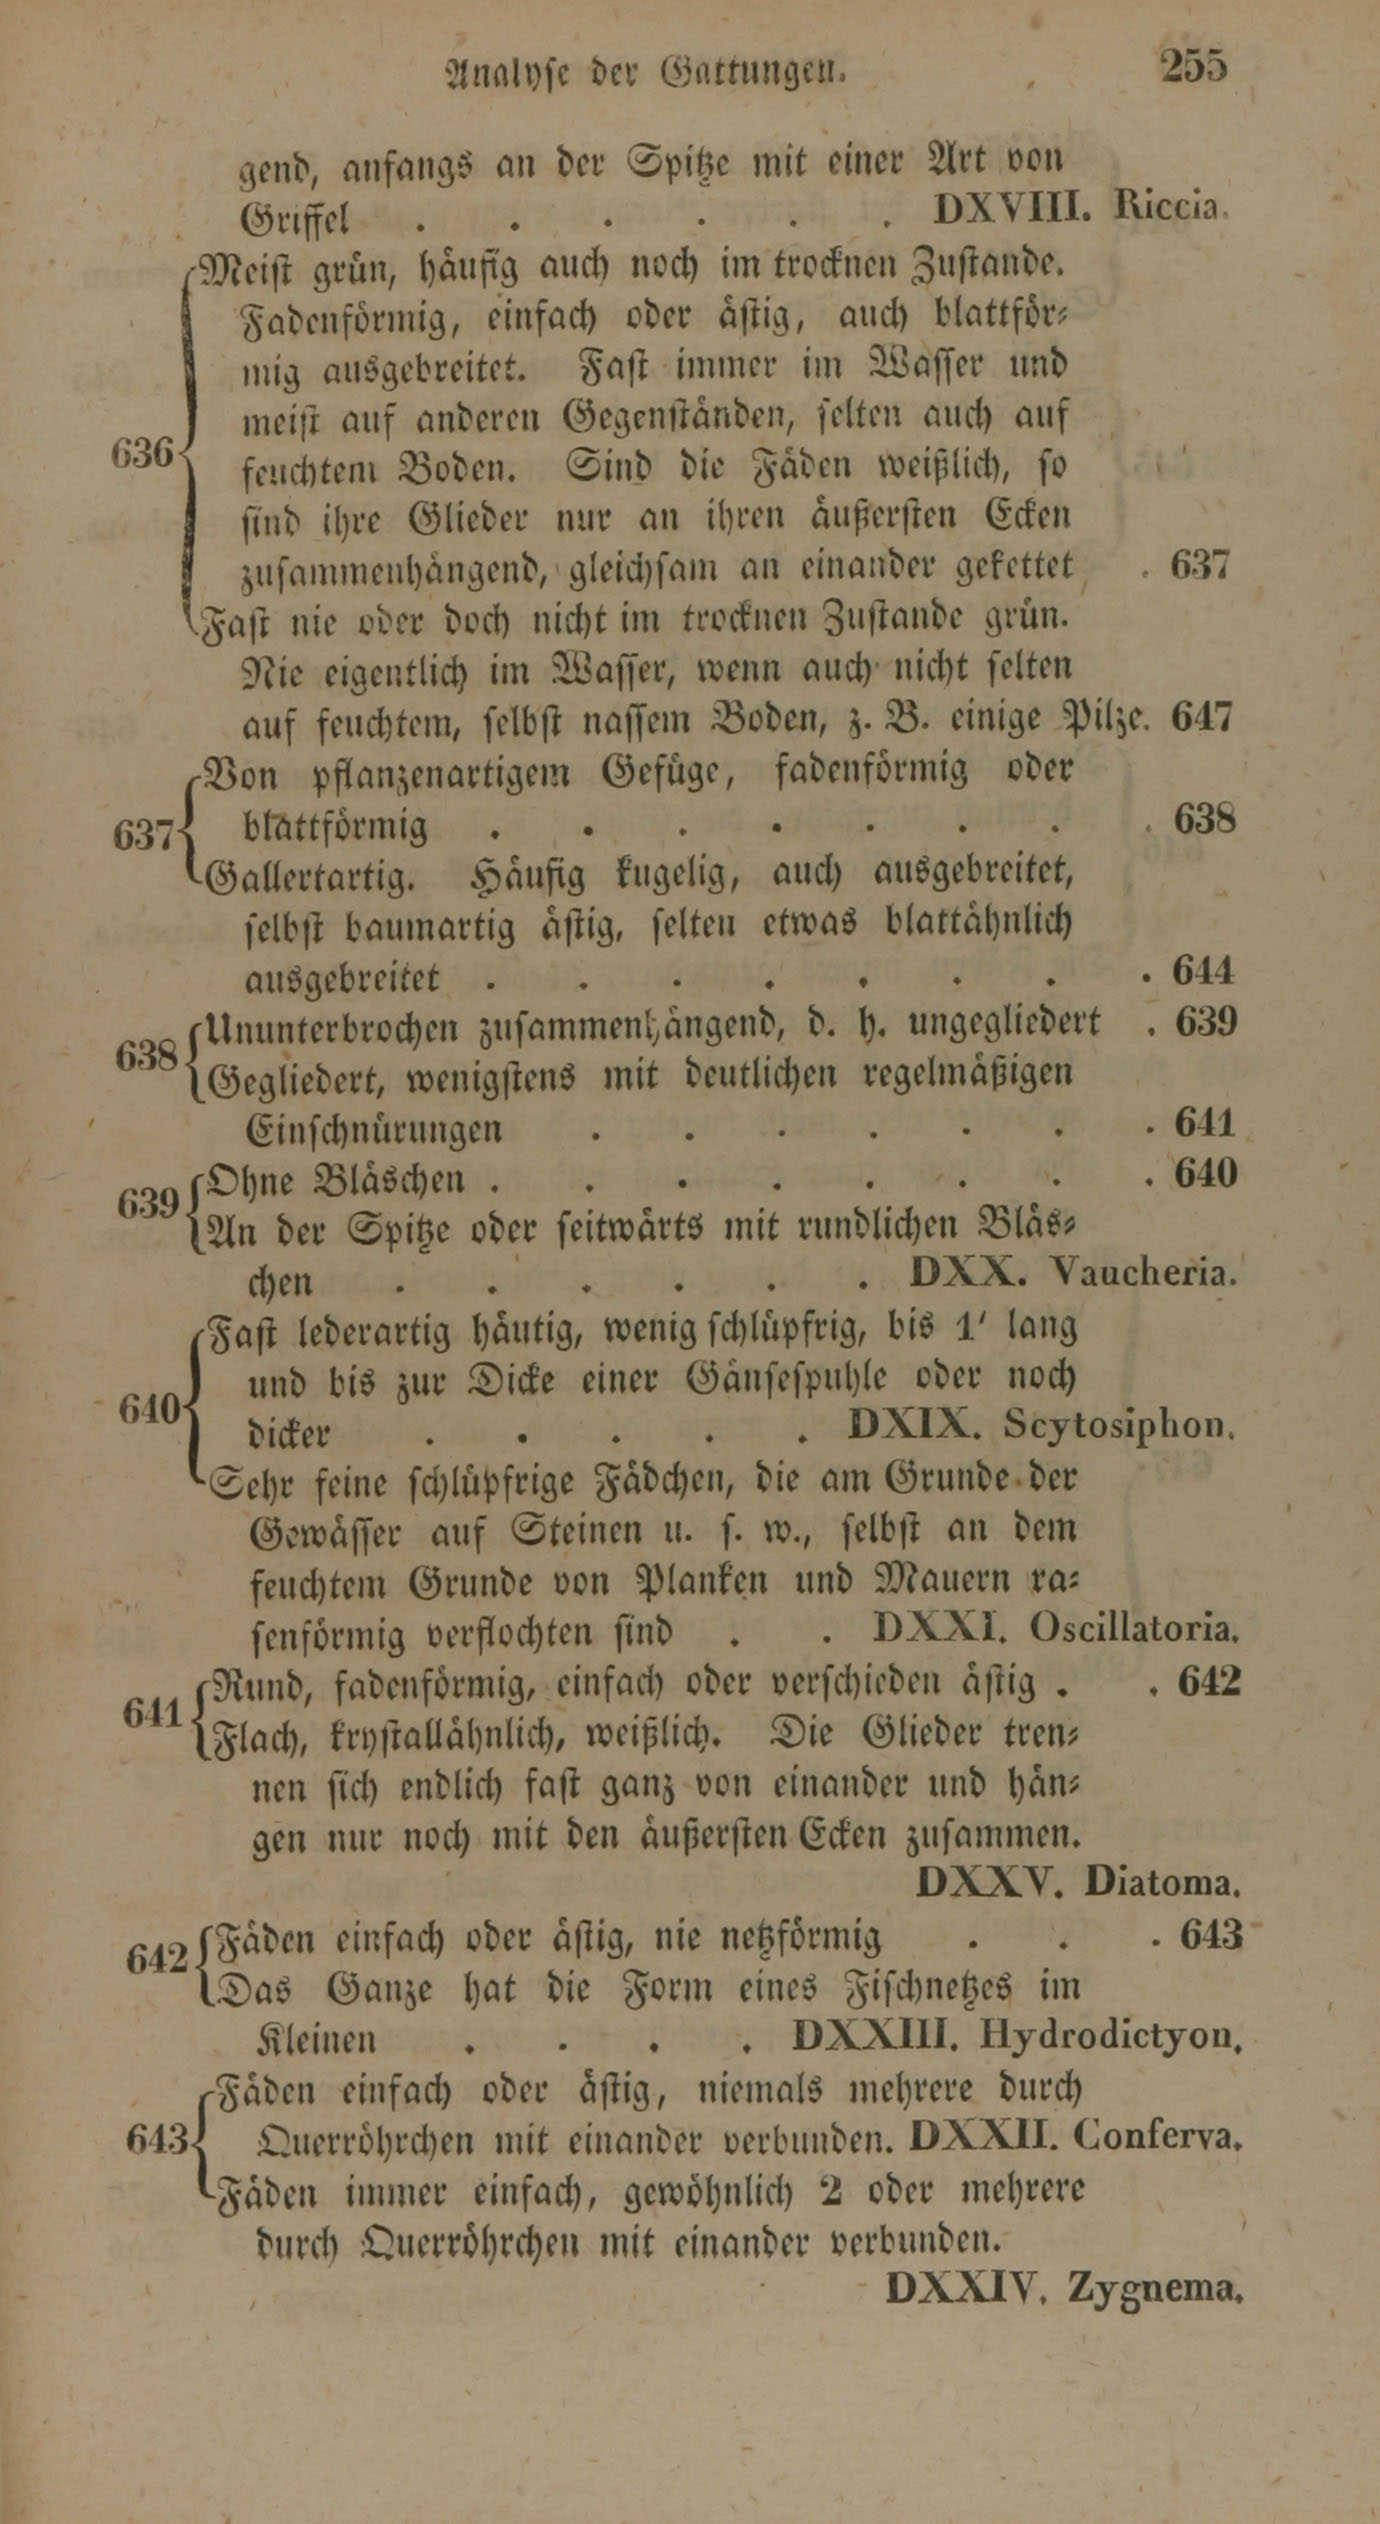 Analyse der Gattungen. 255
gend, anfangs an der Spitze mit einer Art von
Griffel . . . . . . DXVIII. Riccia.
Meist grün, häufig auch noch im trocknen Zustande.
Fadenförmig, einfach oder ästig, auch blattför-
mig ausgebreitet. Fast immer im Wasser und
meist auf anderen Gegenständen, selten auch auf
636 feuchtem Boden. Sind die Fäden weißlich, so
sind ihre Glieder nur an ihren äußersten Ecken
zusammenhängend, gleichsam an einander gekettet . 637
Fast nie oder doch nicht im trocknen Zustande grün.
Nie eigentlich im Wasser, wenn auch nicht selten
auf feuchtem, selbst nassem Boden, z. B. einige Pilze. 647
Von pflanzenartigem Gefüge, fadenförmig oder
637 blattförmig . . . . . . . . 638
Gallertartig. Häufig kugelig, auch ausgebreitet,
selbst baumartig ästig, selten etwas blattähnlich
ausgebreitet . . . . . . . . 644
638 Ununterbrochen zusammenhängend, d. h. ungegliedert . 639
Gegliedert, wenigstens mit deutlichen regelmäßigen
Einschnürungen . . . . . . . 641
639 Ohne Bläschen . . . . . . . . 640
An der Spitze oder seitwärts mit rundlichen Bläs-
chen . . . . . . DXX. Vaucheria.
Fast lederartig häutig, wenig schlüpfrig, bis 1' lang
640 und bis zur Dicke einer Gänsespuhle oder noch
dicker . . . . . DXIX. Scytosiphon.
Sehr feine schlüpfrige Fädchen, die am Grunde der
Gewässer auf Steinen u. s. w., selbst an dem
feuchtem Grunde von Planken und Mauern ra-
senförmig verflochten sind . . DXXI. Oscillatoria.
641 Rund, fadenförmig, einfach oder verschieden ästig . . 642
Flach, krystallähnlich, weißlich. Die Glieder tren-
nen sich endlich fast ganz von einander und hän-
gen nur noch mit den äußersten Ecken zusammen.
DXXV. Diatoma.
642 Fäden einfach oder ästig, nie netzförmig . . . 643
Das Ganze hat die Form eines Fischnetzes im
Kleinen . . . . DXXIII. Hydrodictyon.
Fäden einfach oder ästig, niemals mehrere durch
643 Querröhrchen mit einander verbunden. DXXII. Conferva.
Fäden immer einfach, gewöhnlich 2 oder mehrere
durch Querröhrchen mit einander verbunden.
DXXIV. Zygnema.